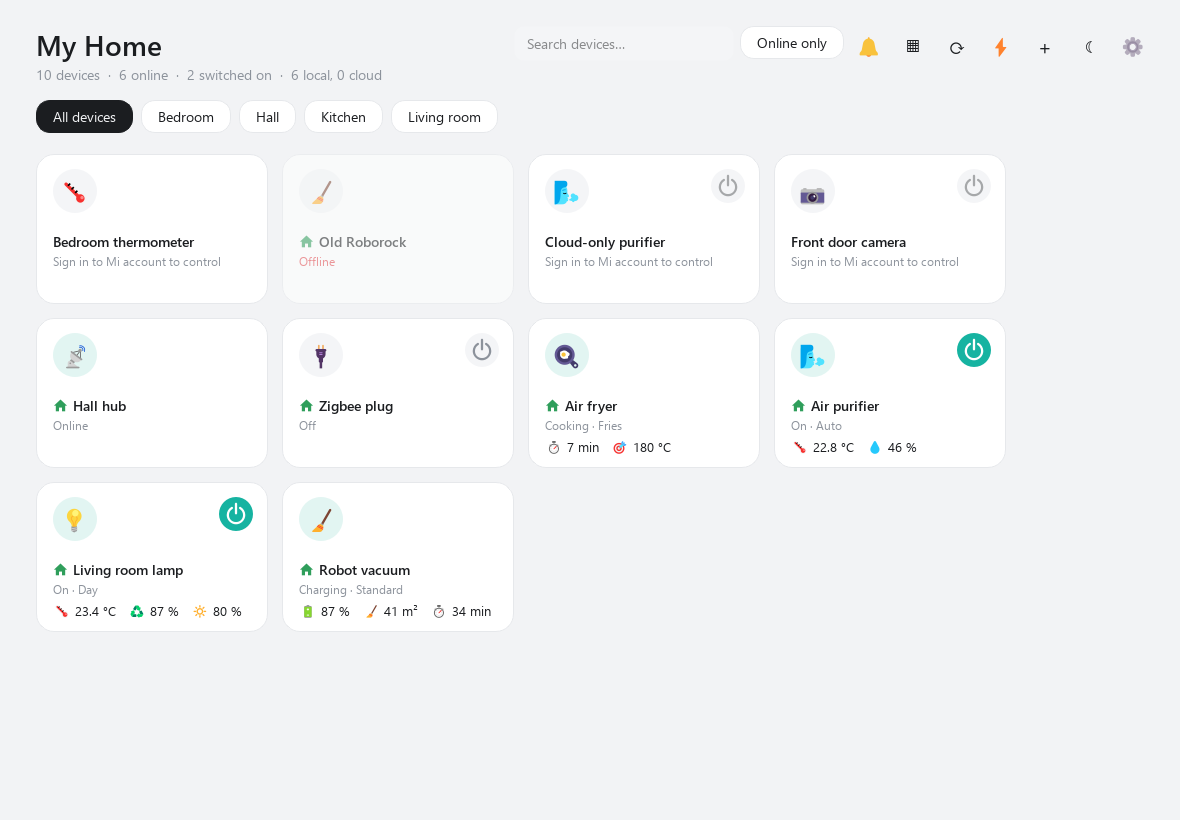 My Home
Search devices...
Online only
10 devices · 6 online · 2 switched on · 6 local, 0 cloud
All devices
Bedroom
Hall
Kitchen
Living room
Bedroom thermometer
Sign in to Mi account to control
Old Roborock
Offline
Cloud-only purifier
Sign in to Mi account to control
Front door camera
Sign in to Mi account to control
Hall hub
Online
Zigbee plug
Off
Air fryer
Cooking · Fries
7 min 180 °C
Air purifier
On · Auto
22.8 °C 46 %
Living room lamp
On · Day
23.4 °C 87 % 80 %
Robot vacuum
Charging · Standard
87 % 41 m² 34 min